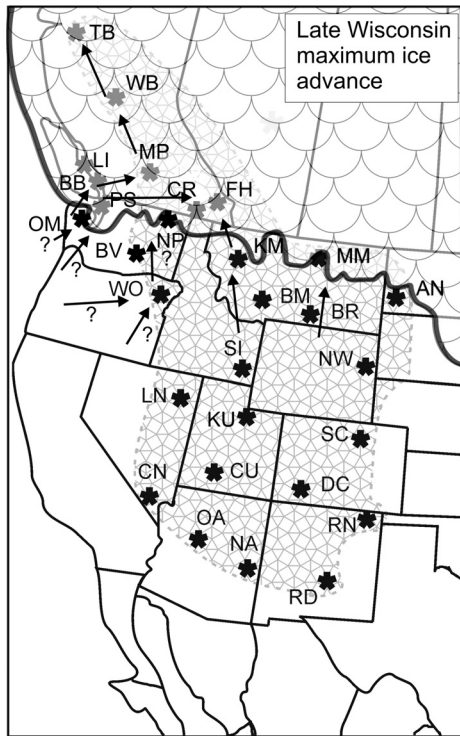 TB
Late Wisconsin
maximum ice
advance
WB
MP
LI
BB
CR
FH
PS
OM
?
?
BV
NP
?
KM
MM
WO
?
?
BM
BR
AN
SI
NW
LN
KU
SC
CN
CU
DC
OA
RN
NA
RD